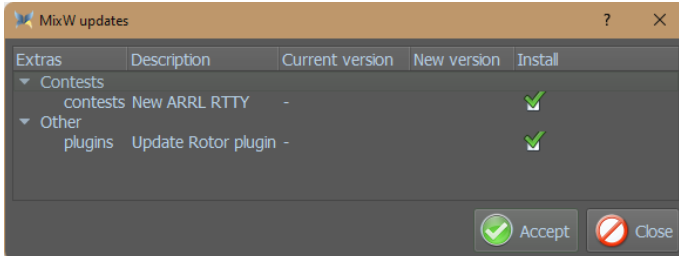 MixW updates ?
Extras Description Current version New version Install
Contests
contests New ARRL RTTY -
Other
plugins Update Rotor plugin -
Accept Close